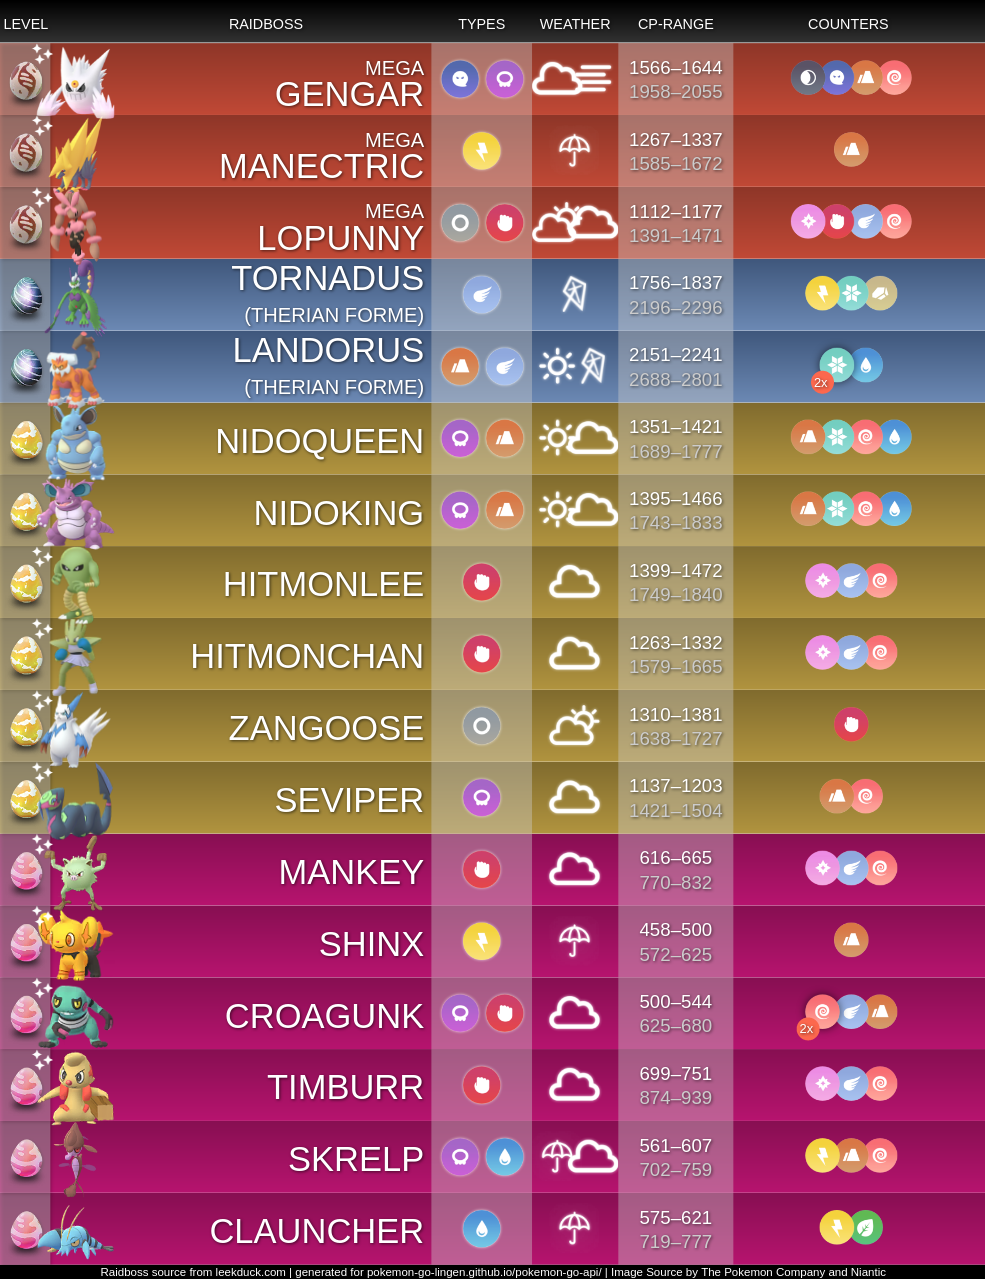 LEVEL RAIDBOSS TYPES WEATHER CP-RANGE COUNTERS
MEGA
GENGAR
1566–1644
1958–2055
MEGA
MANECTRIC
1267–1337
1585–1672
MEGA
LOPUNNY
1112–1177
1391–1471
TORNADUS
(THERIAN FORME)
1756–1837
2196–2296
LANDORUS
(THERIAN FORME)
2151–2241
2688–2801
2x
NIDOQUEEN
1351–1421
1689–1777
NIDOKING
1395–1466
1743–1833
HITMONLEE
1399–1472
1749–1840
HITMONCHAN
1263–1332
1579–1665
ZANGOOSE
1310–1381
1638–1727
SEVIPER
1137–1203
1421–1504
MANKEY
616–665
770–832
SHINX
458–500
572–625
CROAGUNK
500–544
625–680
2x
TIMBURR
699–751
874–939
SKRELP
561–607
702–759
CLAUNCHER
575–621
719–777
Raidboss source from leekduck.com | generated for pokemon-go-lingen.github.io/pokemon-go-api/ | Image Source by The Pokemon Company and Niantic